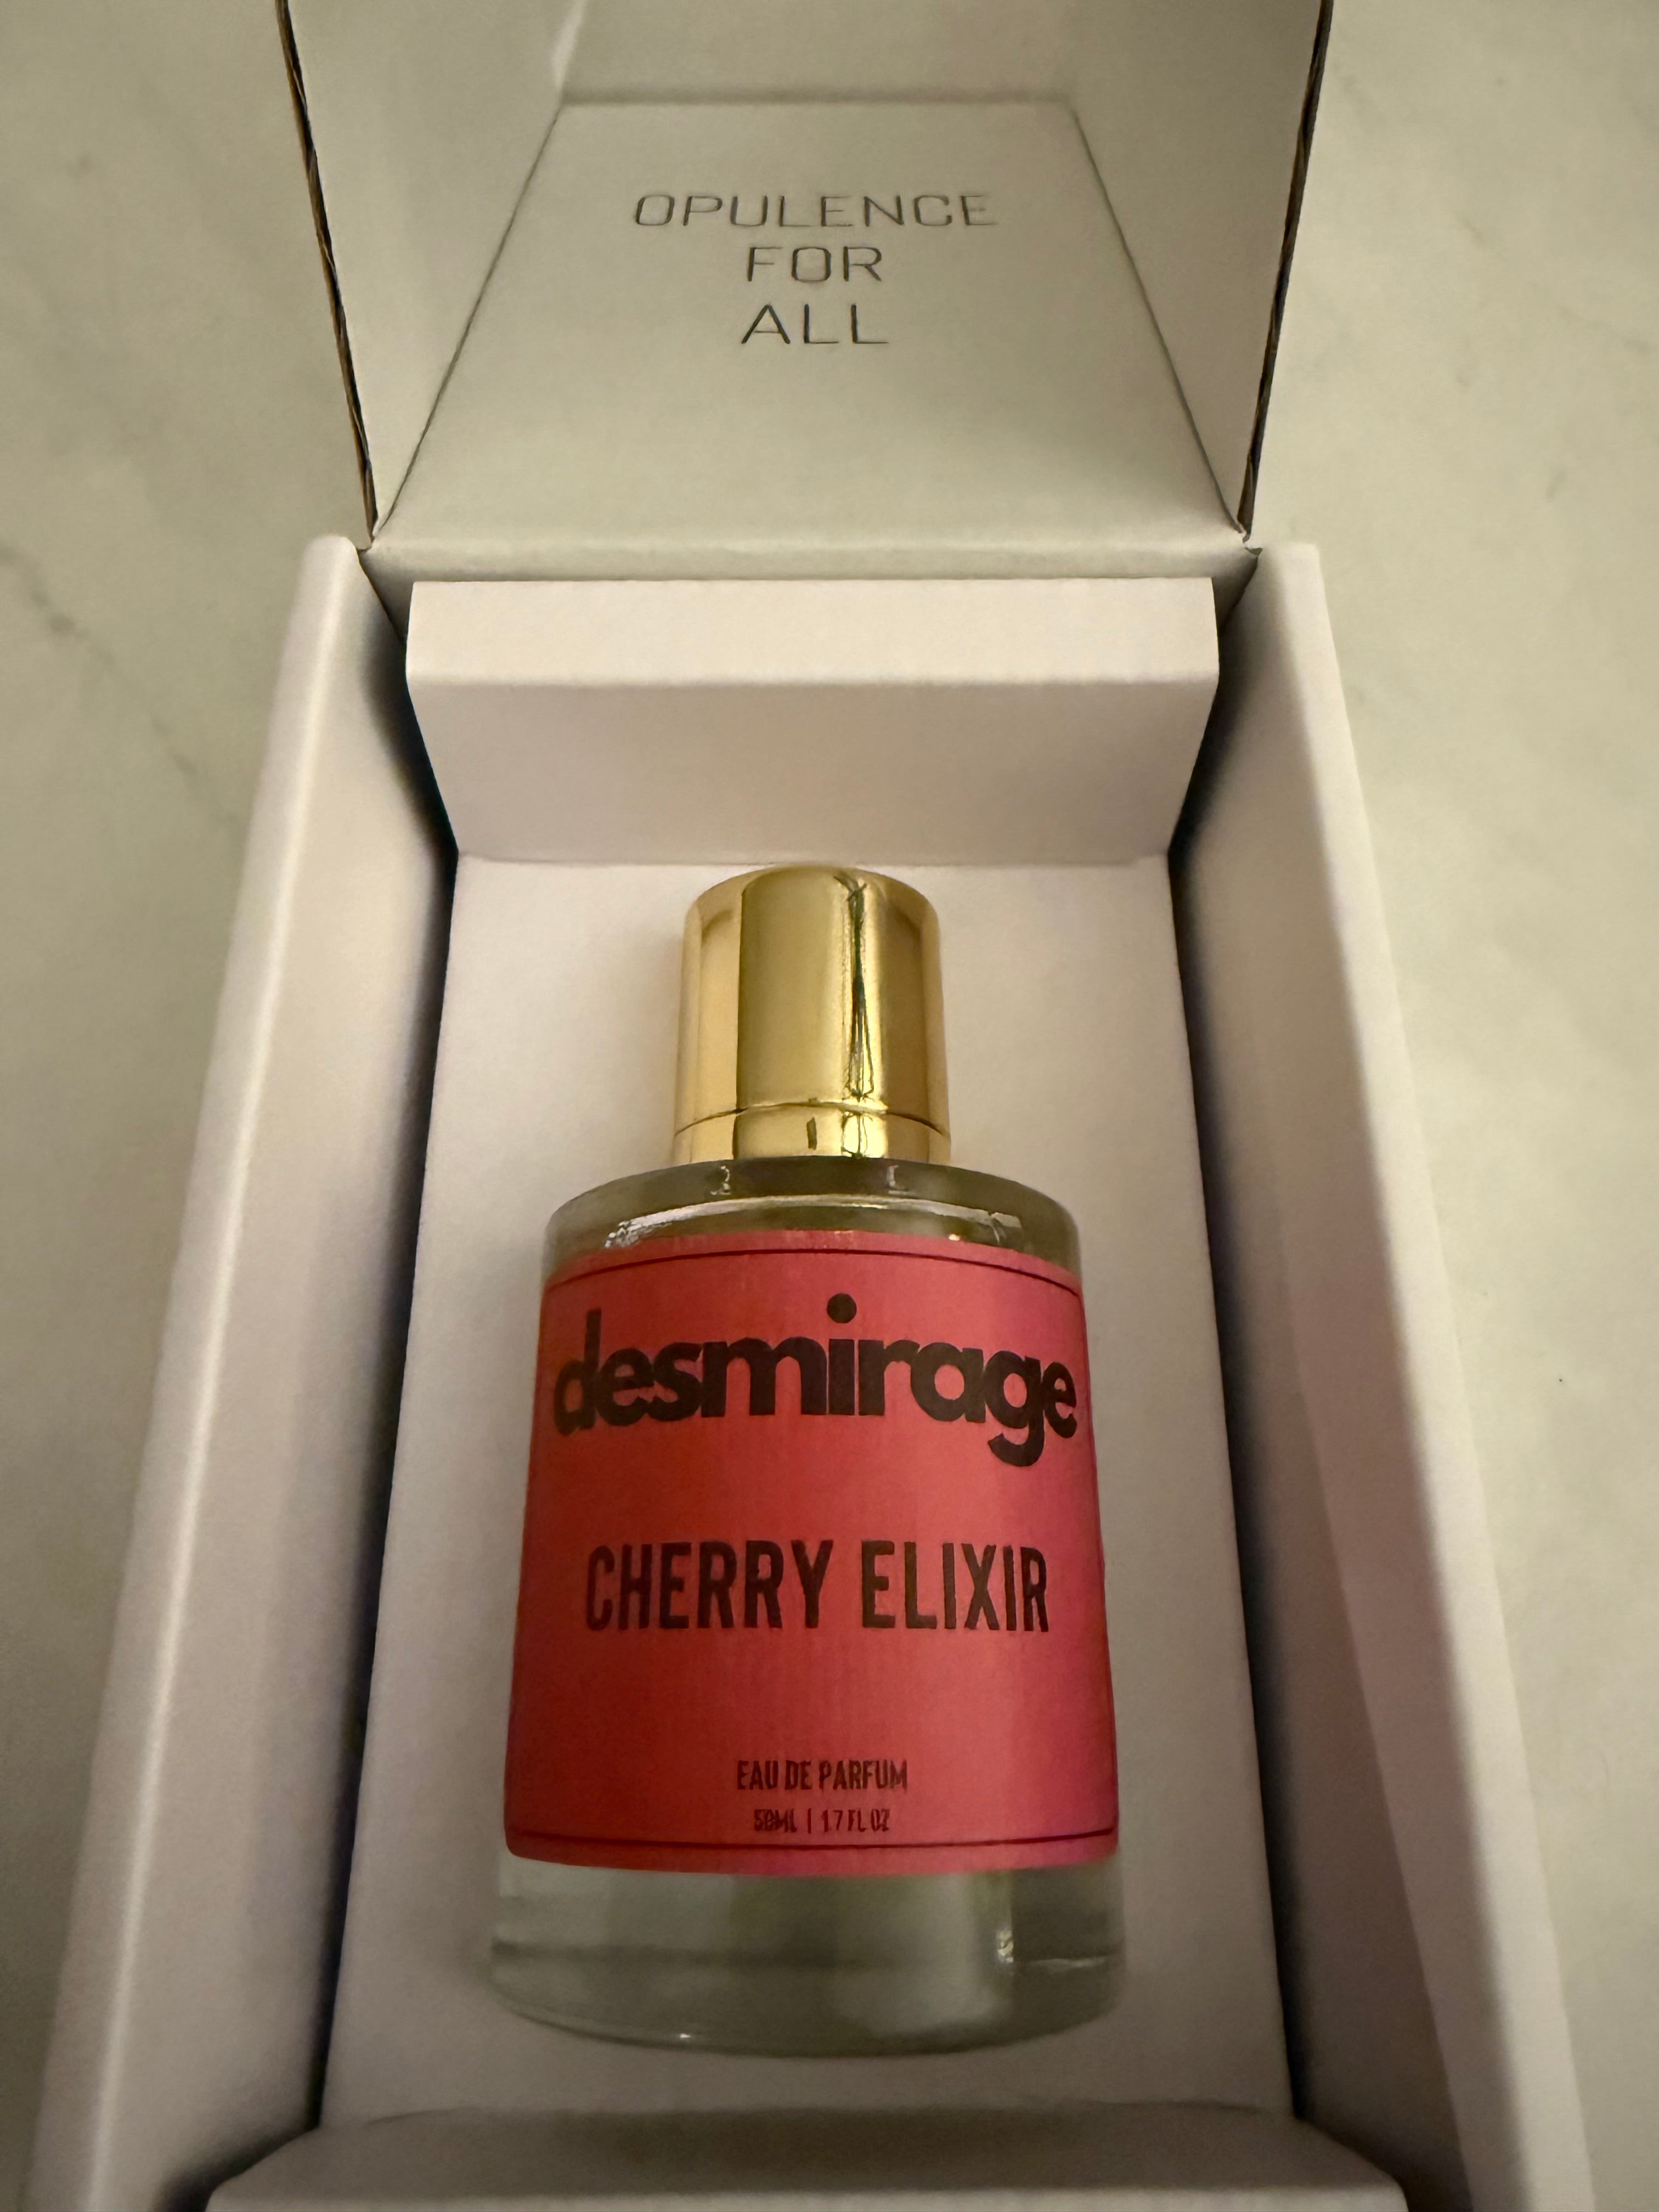 OPULENCE
FOR
ALL
desmirage
CHERRY ELIXIR
EAU DE PARFUM
50ML | 1.7 FL OZ